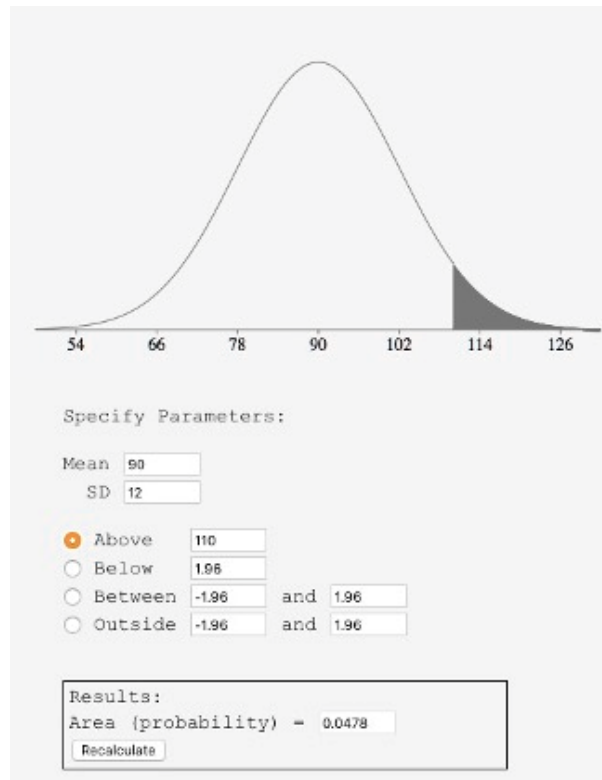 54 66 78 90 102 114 126
Specify Parameters:
Mean 90
SD 12
Above 110
Below 1.96
Between -1.96 and 1.96
Outside -1.96 and 1.96
Results:
Area (probability) = 0.0478
Recalculate